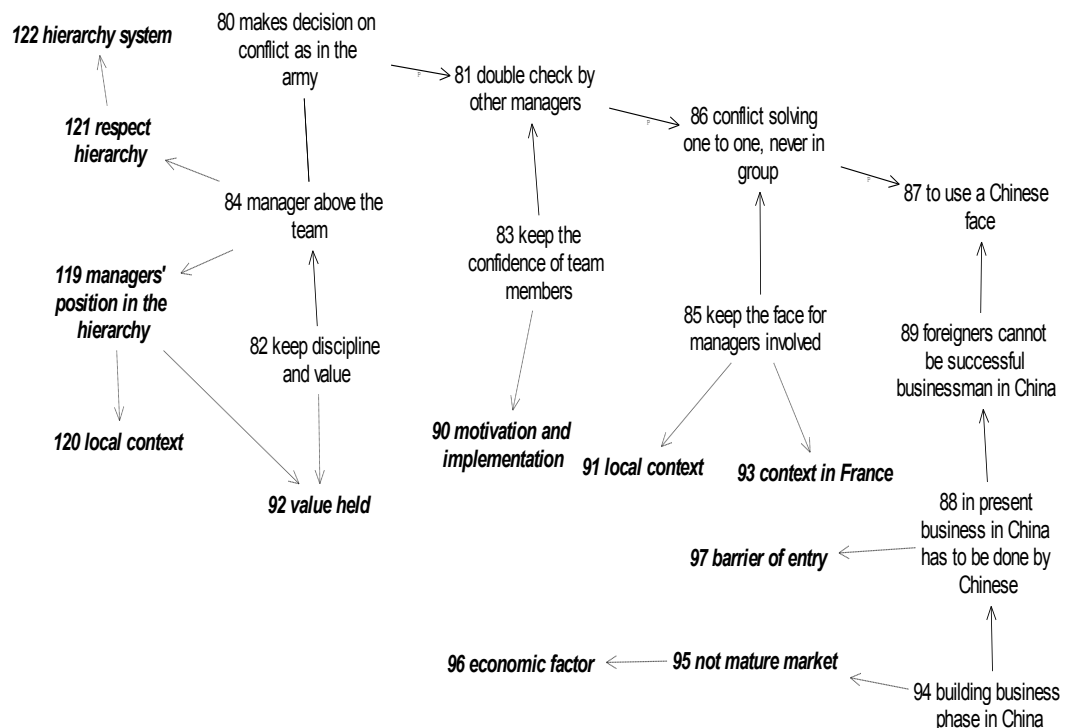 122 hierarchy system
80 makes decision on
conflict as in the
army
81 double check by
other managers
86 conflict solving
one to one, never in
group
87 to use a Chinese
face
121 respect
hierarchy
84 manager above the
team
83 keep the
confidence of team
members
119 managers'
position in the
hierarchy
85 keep the face for
managers involved
89 foreigners cannot
be successful
businessman in China
82 keep discipline
and value
120 local context
90 motivation and
implementation
91 local context
93 context in France
92 value held
88 in present
business in China
has to be done by
Chinese
97 barrier of entry
96 economic factor
95 not mature market
94 building business
phase in China